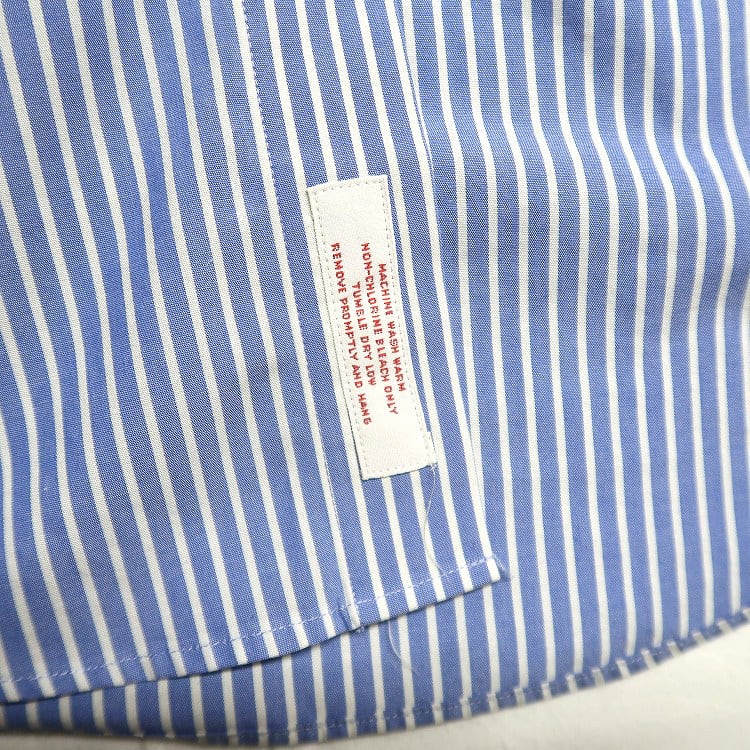 MACHINE WASH WARM
NON-CHLORINE BLEACH ONLY
TUMBLE DRY LOW
REMOVE PROMPTLY AND HANG